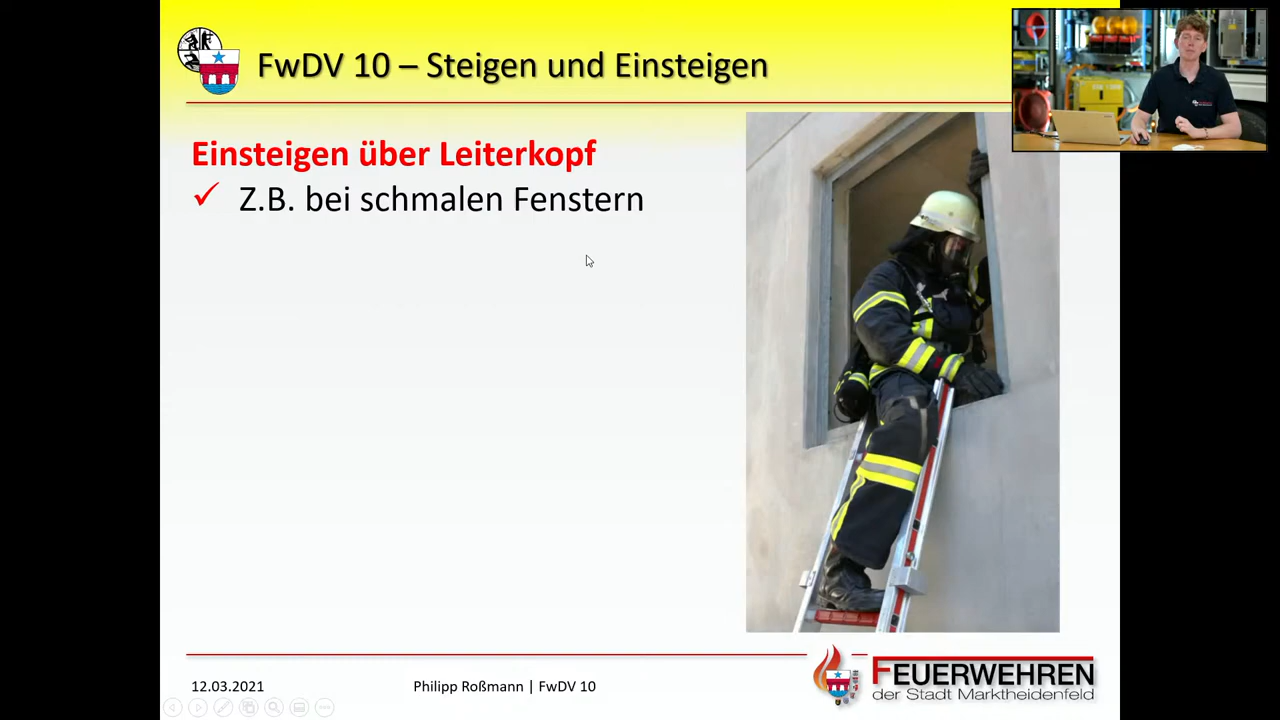 FwDV 10 – Steigen und Einsteigen
Einsteigen über Leiterkopf
Z.B. bei schmalen Fenstern
12.03.2021
Philipp Roßmann | FwDV 10
FEUERWEHREN
der Stadt Marktheidenfeld